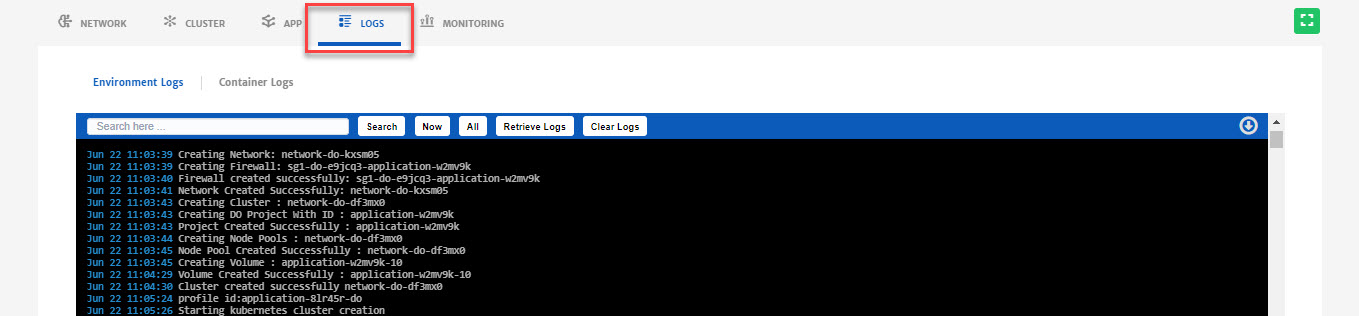 NETWORK CLUSTER APP LOGS MONITORING
Environment Logs Container Logs
Search here ... Search Now All Retrieve Logs Clear Logs
Jun 22 11:03:39 Creating Network: network-do-kxsm05
Jun 22 11:03:39 Creating Firewall: sg1-do-e9jcq3-application-w2mv9k
Jun 22 11:03:40 Firewall created successfully: sg1-do-e9jcq3-application-w2mv9k
Jun 22 11:03:41 Network Created Successfully: network-do-kxsm05
Jun 22 11:03:43 Creating Cluster : network-do-df3mx0
Jun 22 11:03:43 Creating DO Project With ID : application-w2mv9k
Jun 22 11:03:43 Project Created Successfully : application-w2mv9k
Jun 22 11:03:44 Creating Node Pools : network-do-df3mx0
Jun 22 11:03:45 Node Pool Created Successfully : network-do-df3mx0
Jun 22 11:03:45 Creating Volume : application-w2mv9k-10
Jun 22 11:04:29 Volume Created Successfully : application-w2mv9k-10
Jun 22 11:04:30 Cluster created successfully network-do-df3mx0
Jun 22 11:05:24 profile id:application-8lr45r-do
Jun 22 11:05:26 Starting kubernetes cluster creation